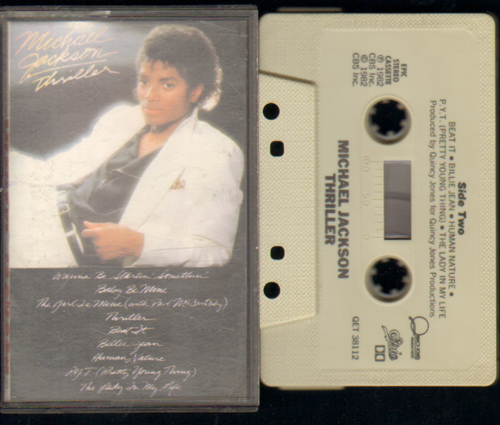 Michael
Jackson
Thriller
Wanna Be Startin' Somethin'
Baby Be Mine
The Girl Is Mine (with Paul McCartney)
Thriller
Beat It
Billie Jean
Human Nature
P.Y.T. (Pretty Young Thing)
The Lady In My Life
EPIC
STEREO
CASSETTE
℗ 1982
CBS Inc.
© 1982
CBS Inc.
MICHAEL JACKSON
THRILLER
Side Two
BEAT IT • BILLIE JEAN • HUMAN NATURE •
P.Y.T. (PRETTY YOUNG THING) • THE LADY IN MY LIFE
Produced by Quincy Jones for Quincy Jones Productions
QET 38112
Epic